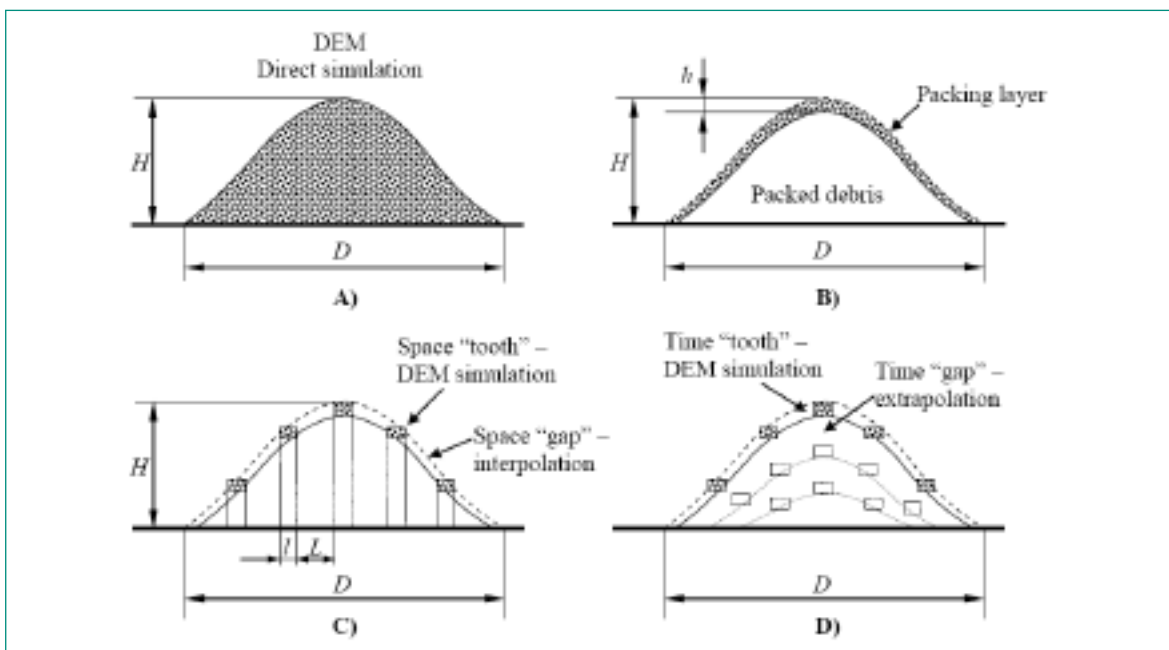 DEM
Direct simulation
H
D
A)
h
Packing layer
H
Packed debris
D
B)
Space “tooth” –
DEM simulation
Space “gap” –
interpolation
H
l
L
D
C)
Time “tooth” –
DEM simulation
Time “gap” –
extrapolation
D
D)